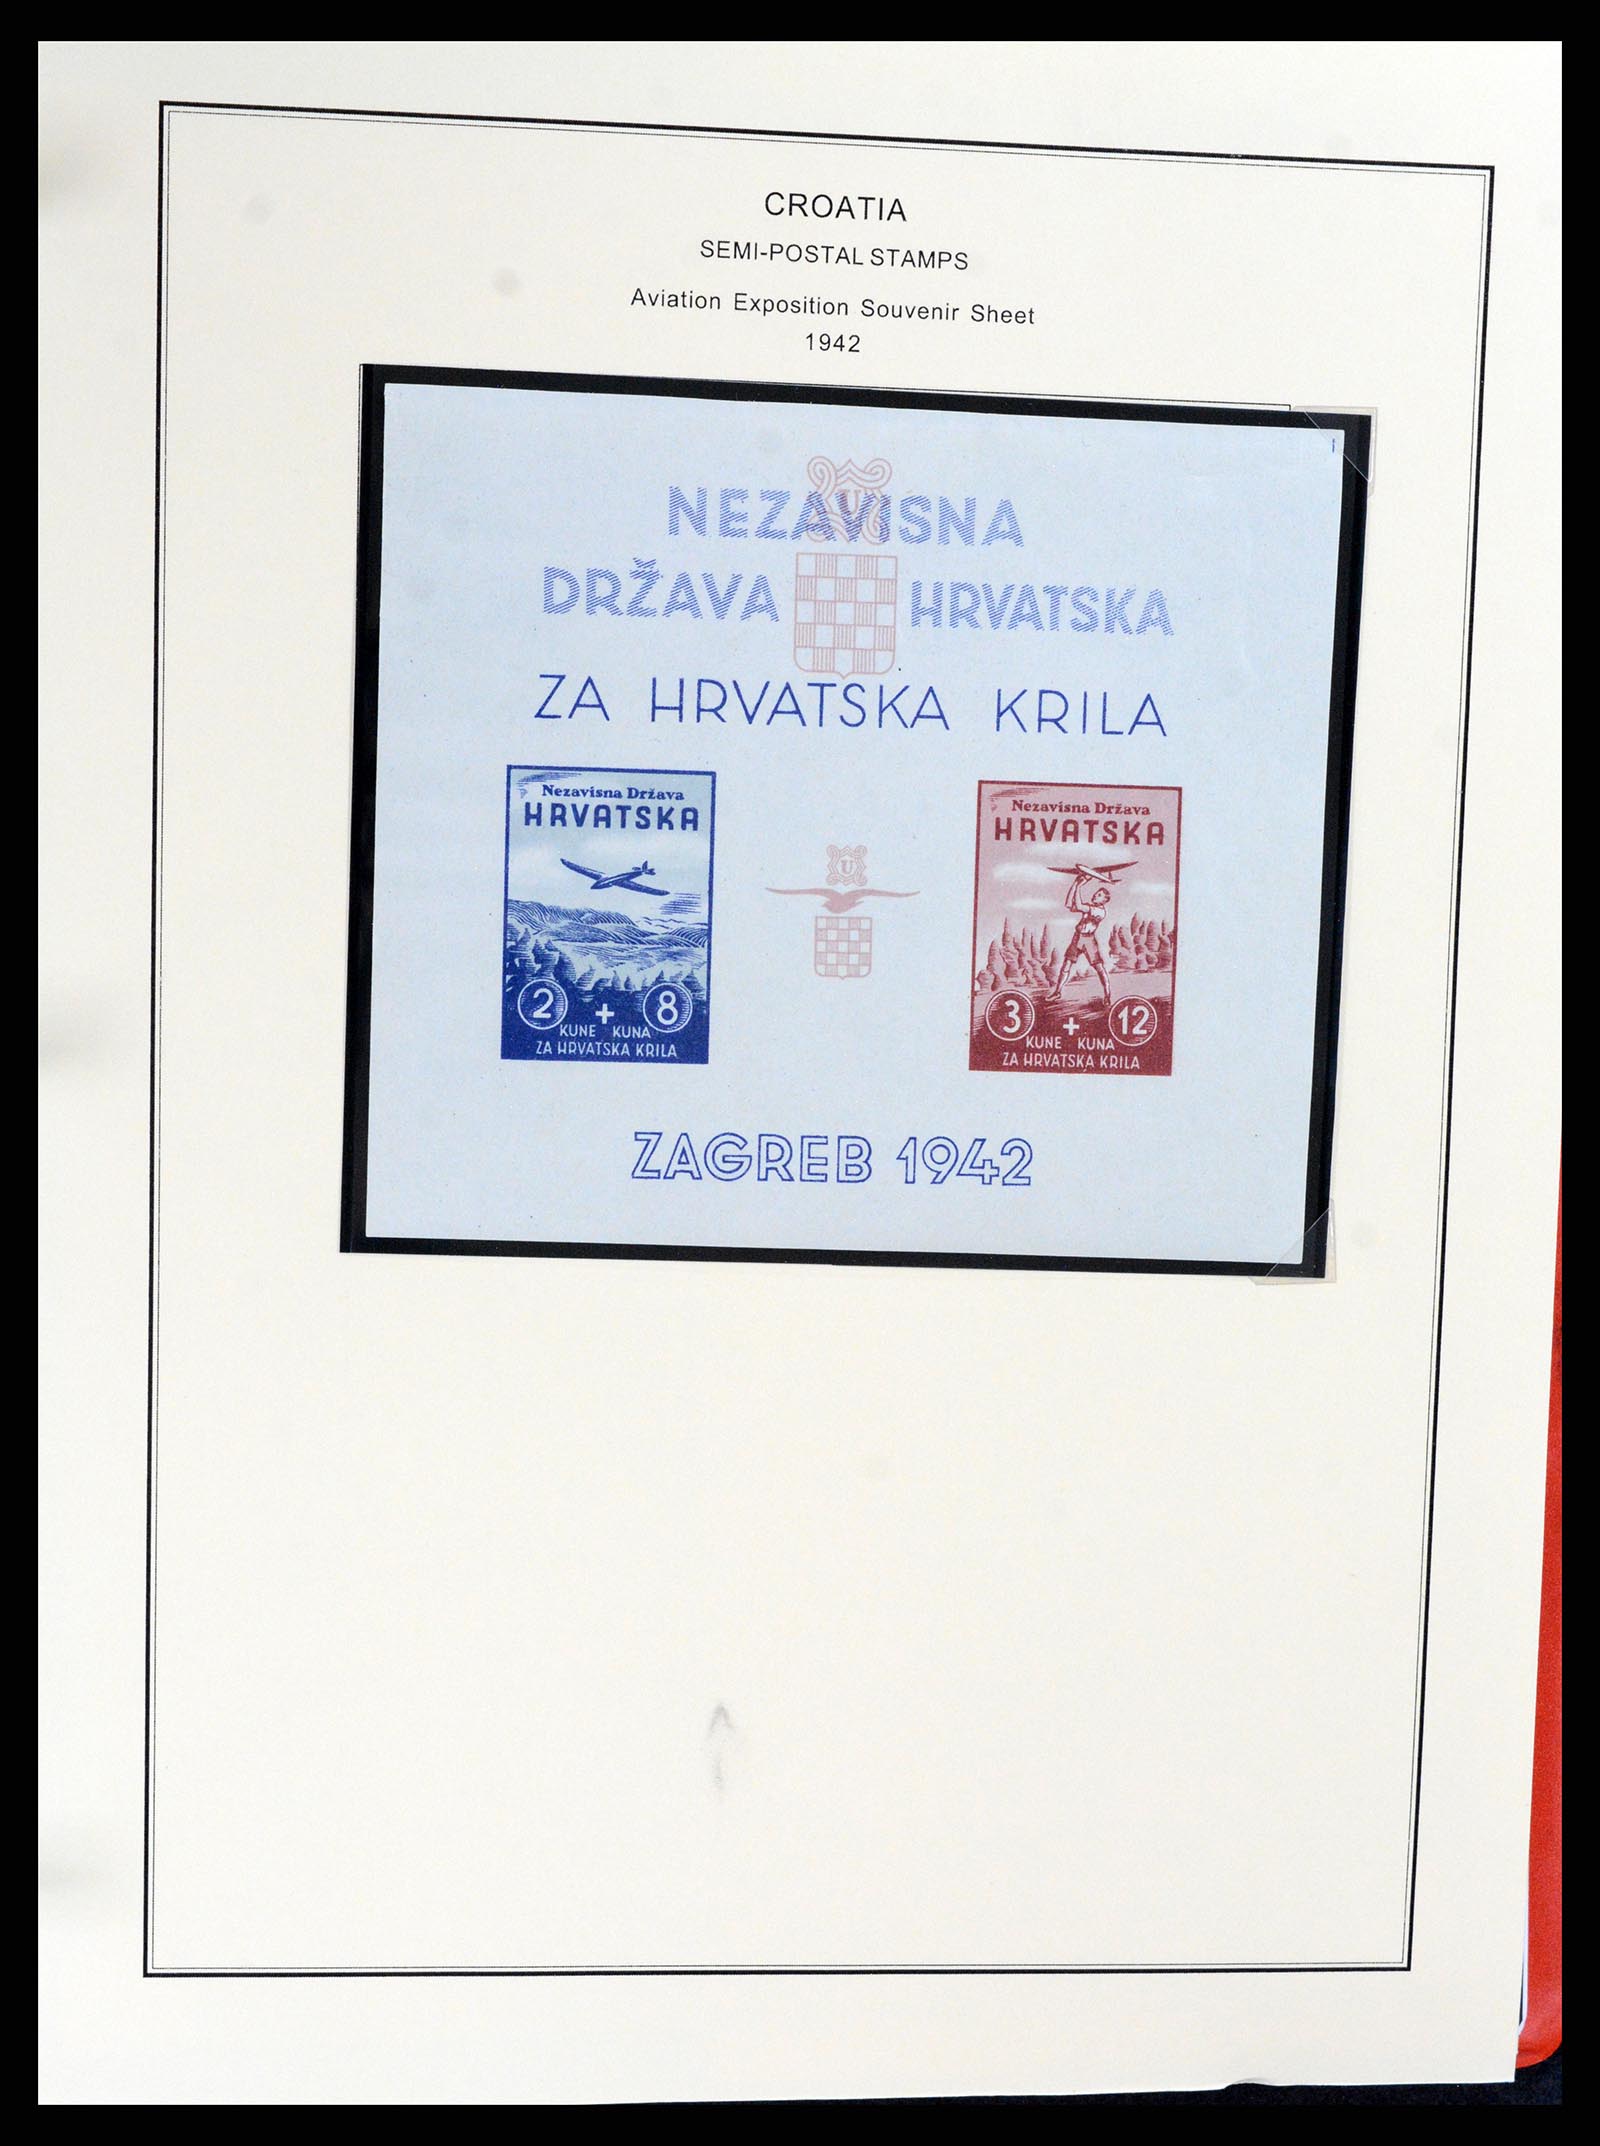 CROATIA
SEMI-POSTAL STAMPS
Aviation Exposition Souvenir Sheet
1942
U
NEZAVISNA
DRŽAVA HRVATSKA
ZA HRVATSKA KRILA
Nezavisna Država
HRVATSKA
2 + 8
KUNE KUNA
ZA HRVATSKA KRILA
U
Nezavisna Država
HRVATSKA
3 + 12
KUNE KUNA
ZA HRVATSKA KRILA
ZAGREB 1942